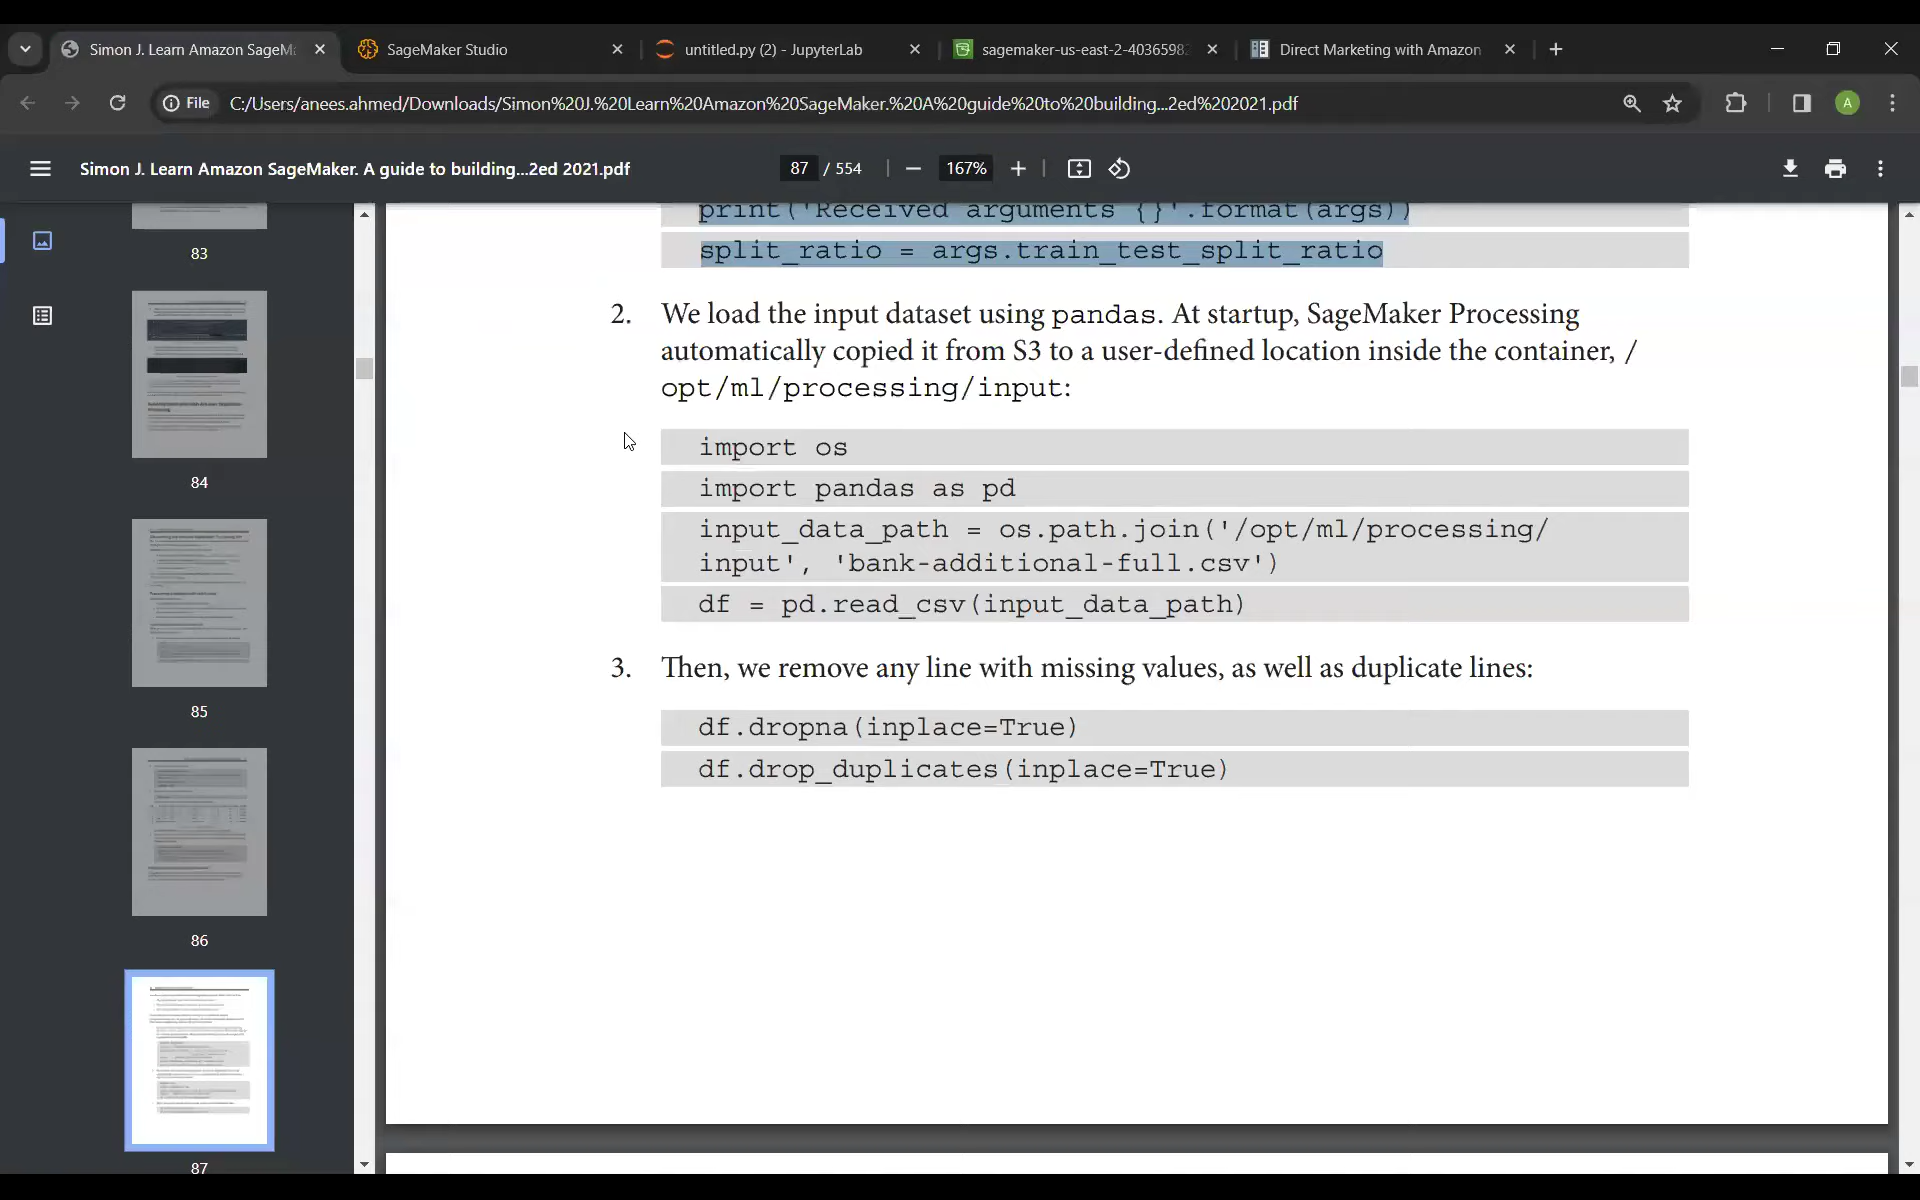 Simon J. Learn Amazon SageMa
SageMaker Studio
untitled.py (2) - JupyterLab
sagemaker-us-east-2-40365982
Direct Marketing with Amazon
File
C:/Users/anees.ahmed/Downloads/Simon%20J.%20Learn%20Amazon%20SageMaker.%20A%20guide%20to%20building...2ed%202021.pdf
A
Simon J. Learn Amazon SageMaker. A guide to building...2ed 2021.pdf
87 / 554
167%
83
84
85
86
87
print('Received arguments {}'.format(args))
split_ratio = args.train_test_split_ratio
2. We load the input dataset using pandas. At startup, SageMaker Processing
automatically copied it from S3 to a user-defined location inside the container, /
opt/ml/processing/input:
import os
import pandas as pd
input_data_path = os.path.join('/opt/ml/processing/
input', 'bank-additional-full.csv')
df = pd.read_csv(input_data_path)
3. Then, we remove any line with missing values, as well as duplicate lines:
df.dropna(inplace=True)
df.drop_duplicates(inplace=True)